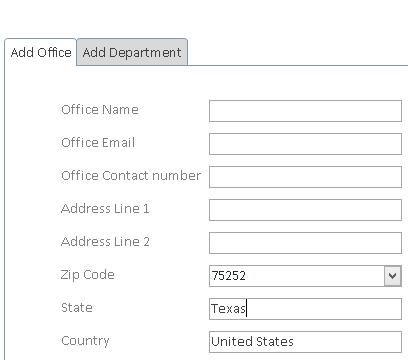 Add Office Add Department
Office Name
Office Email
Office Contact number
Address Line 1
Address Line 2
Zip Code 75252
State Texas
Country United States